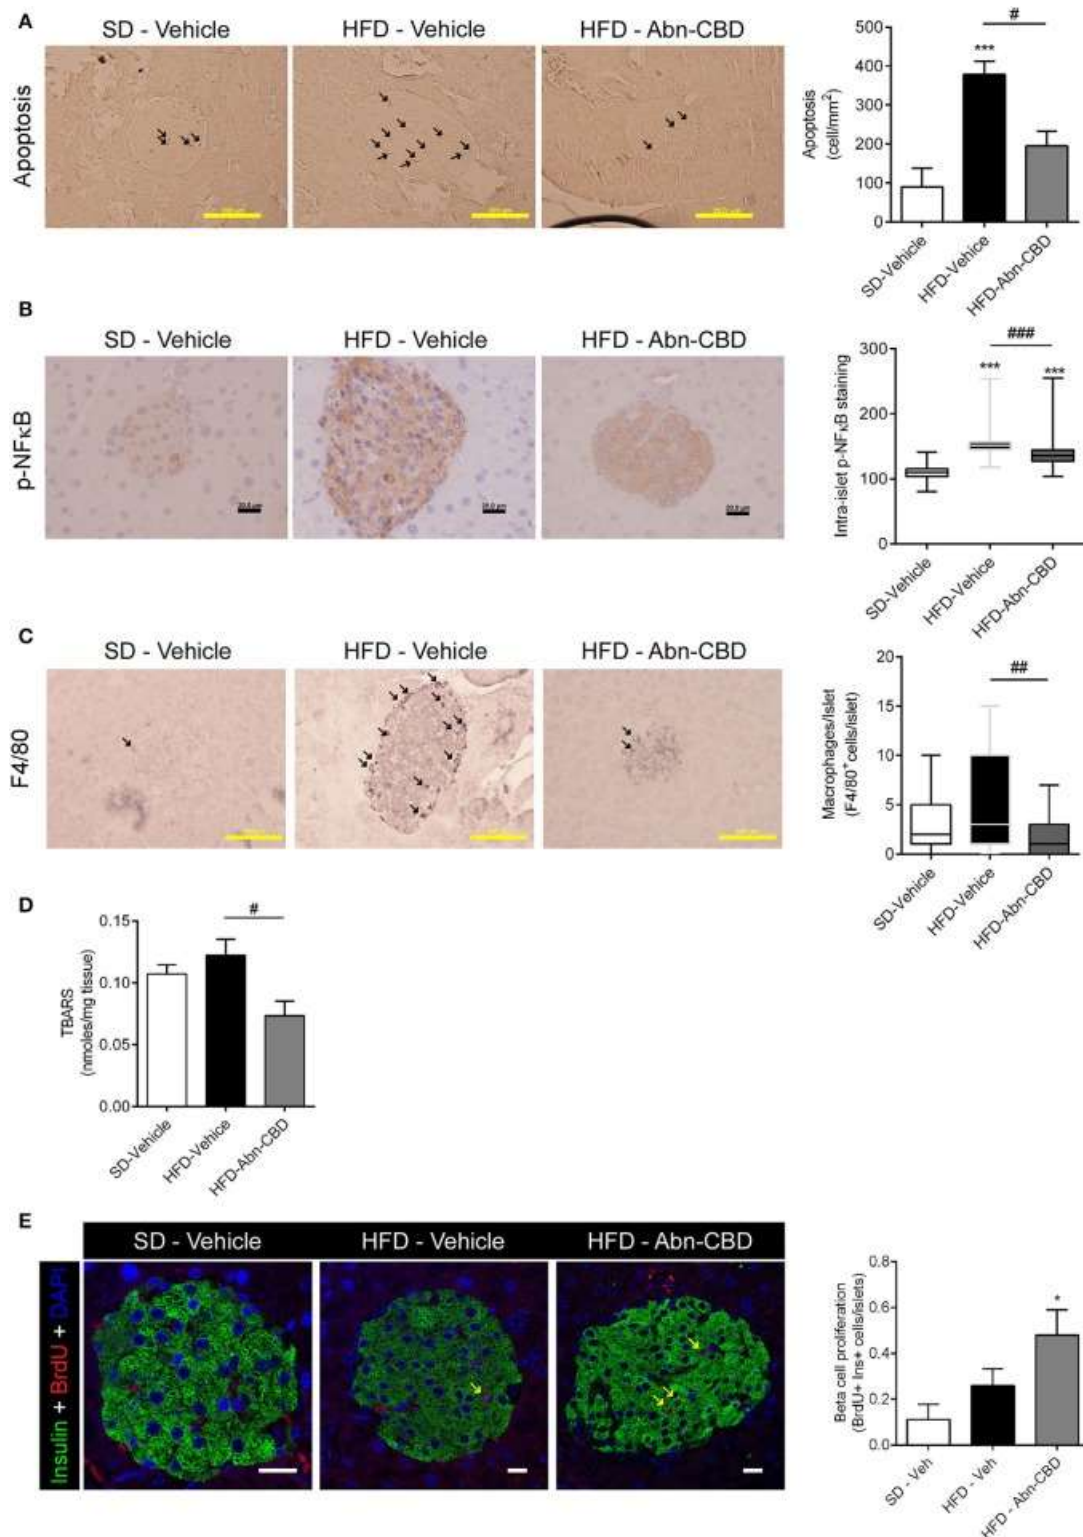 A
SD - Vehicle
HFD - Vehicle
HFD - Abn-CBD
Apoptosis
#
***
500
400
300
200
100
0
Apoptosis
(cell/mm²)
SD-Vehicle
HFD-Vehice
HFD-Abn-CBD
B
SD - Vehicle
HFD - Vehicle
HFD - Abn-CBD
p-NFκB
###
***
***
300
200
100
0
Intra-islet p-NFκB staining
SD-Vehicle
HFD-Vehice
HFD-Abn-CBD
C
SD - Vehicle
HFD - Vehicle
HFD - Abn-CBD
F4/80
##
20
15
10
5
0
Macrophages/Islet
(F4/80⁺cells/islet)
SD-Vehicle
HFD-Vehice
HFD-Abn-CBD
D
#
0.15
0.10
0.05
0.00
TBARS
(nmoles/mg tissue)
SD-Vehicle
HFD-Vehice
HFD-Abn-CBD
E
SD - Vehicle
HFD - Vehicle
HFD - Abn-CBD
Insulin + BrdU + DAPI
*
0.8
0.6
0.4
0.2
0.0
Beta cell proliferation
(BrdU+ Ins+ cells/islets)
SD - Veh
HFD - Veh
HFD - Abn-CBD